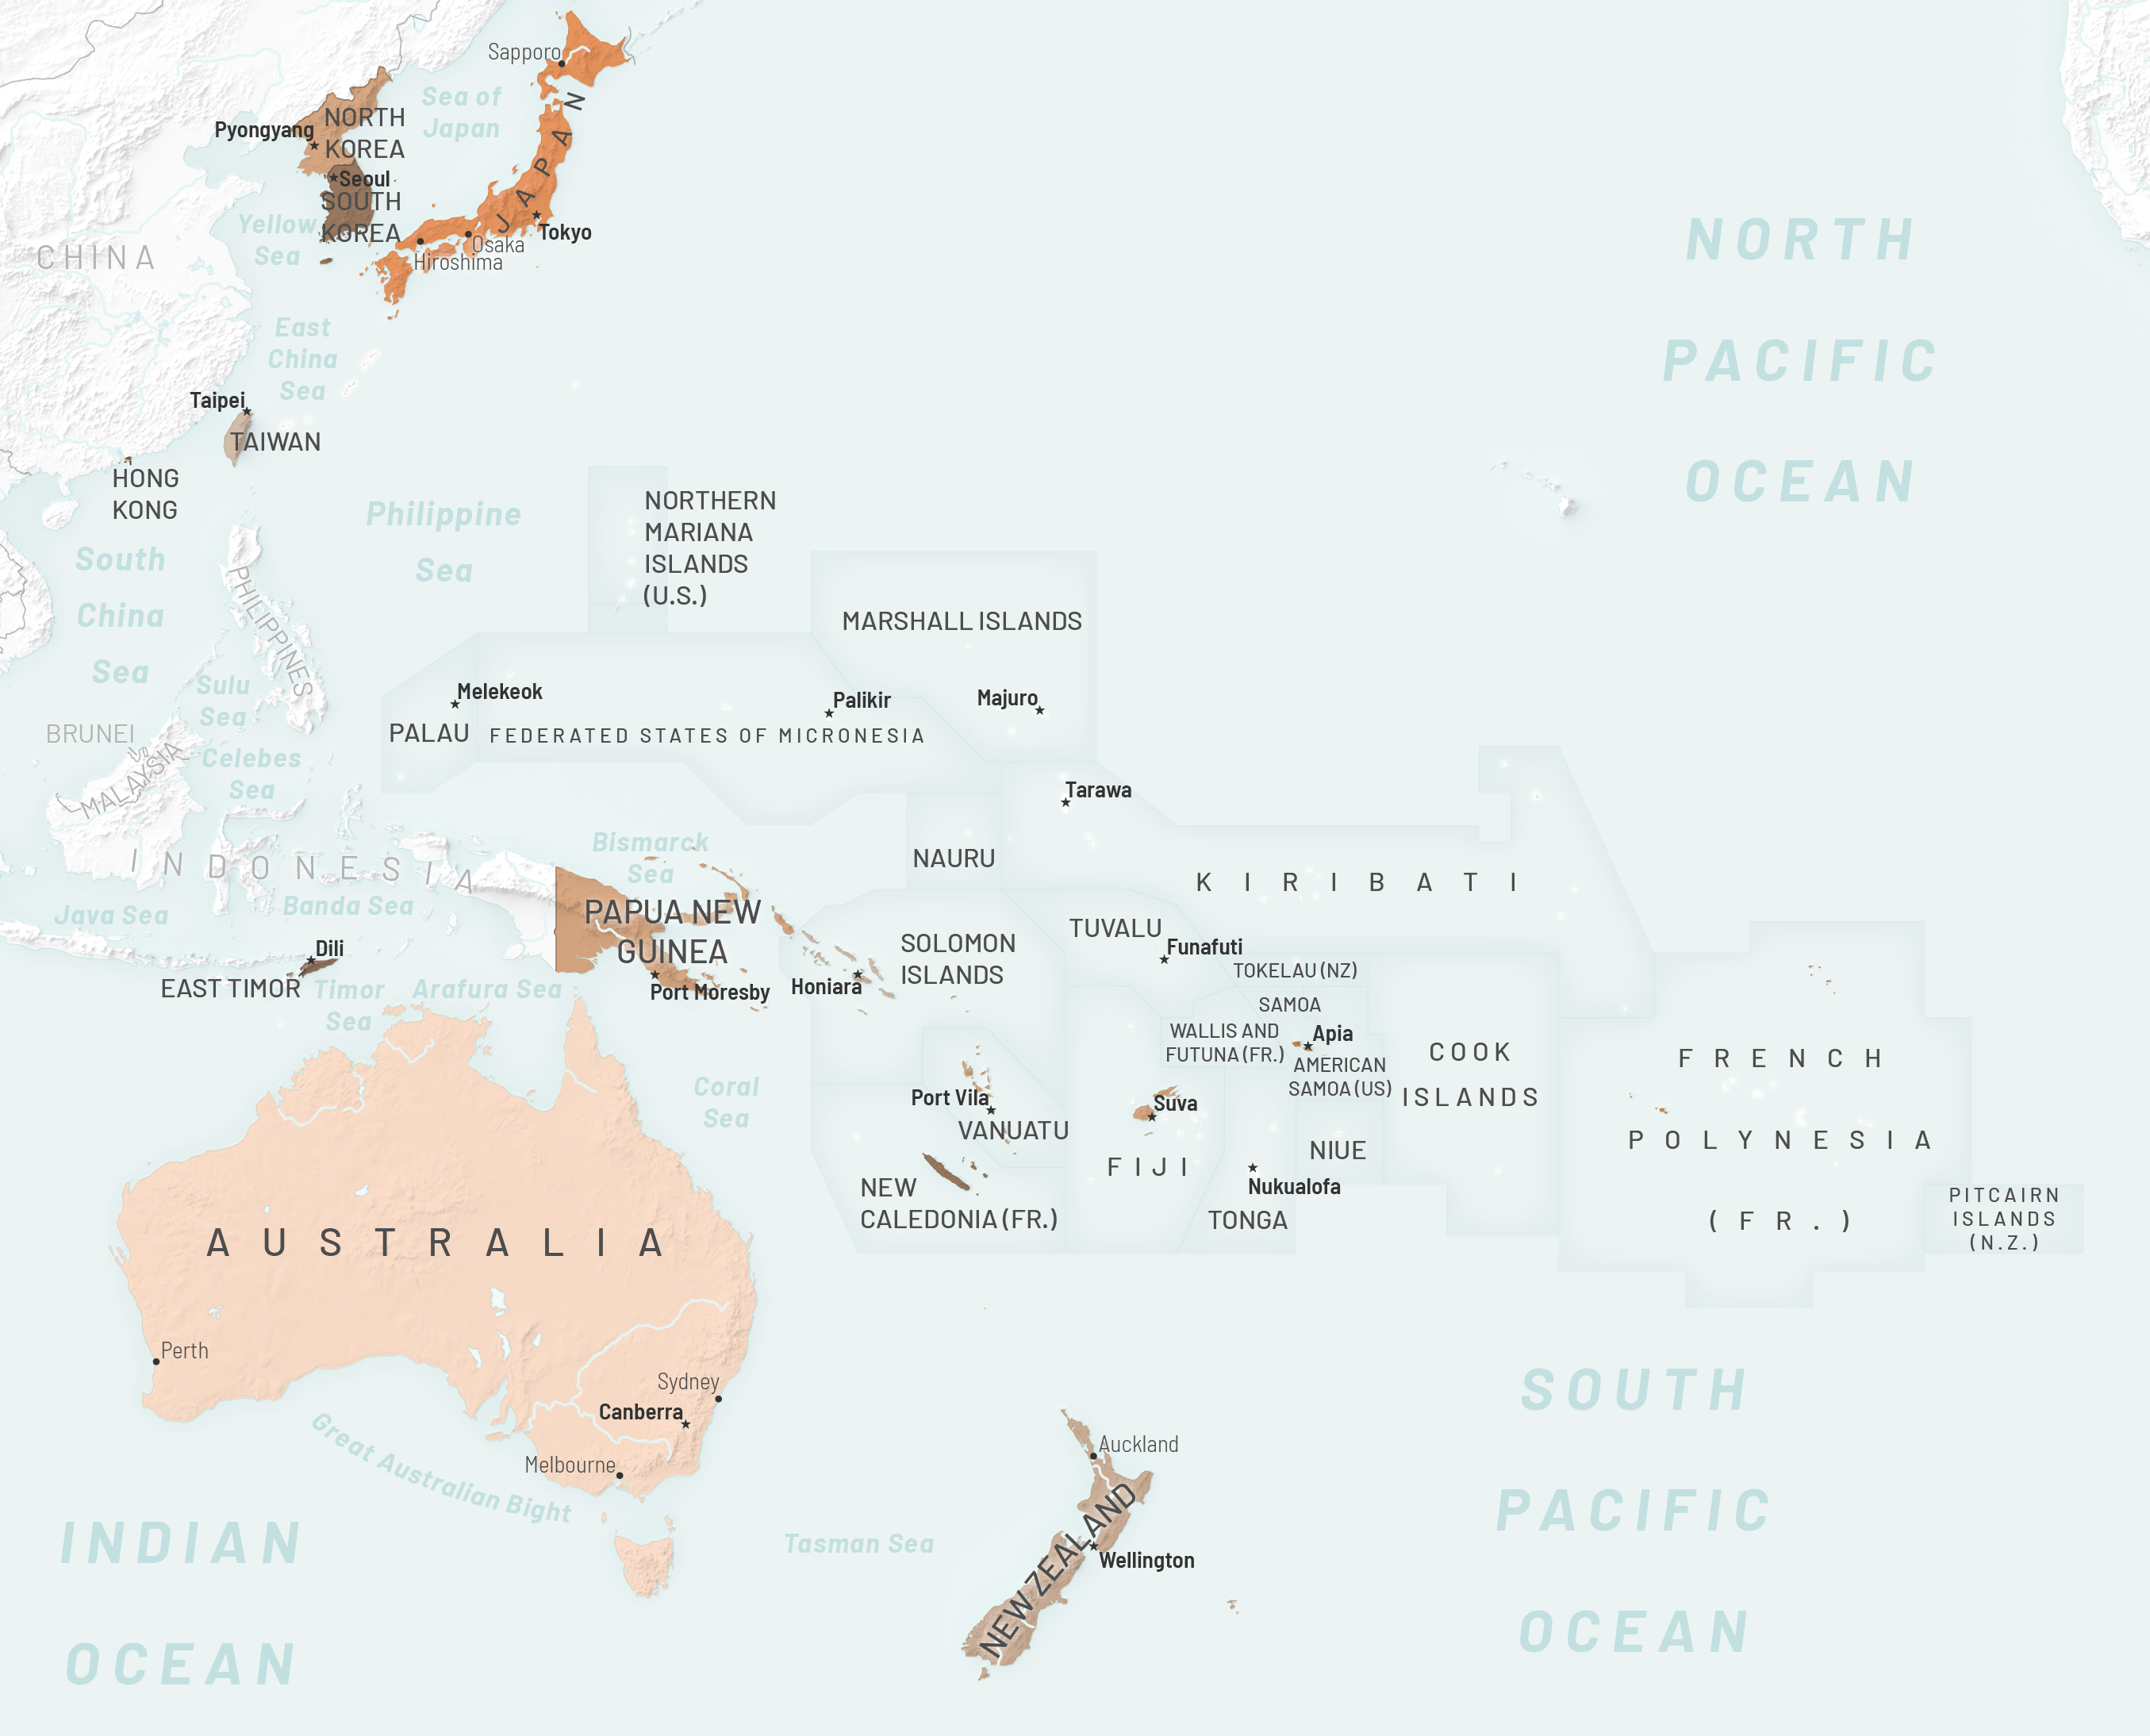 Sapporo
Sea of
Japan
NORTH
KOREA
Pyongyang
Seoul
SOUTH
KOREA
JAPAN
Tokyo
Osaka
Hiroshima
Yellow
Sea
CHINA
NORTH
PACIFIC
OCEAN
East
China
Sea
Taipei
TAIWAN
HONG
KONG
Philippine
Sea
South
China
Sea
PHILIPPINES
NORTHERN
MARIANA
ISLANDS
(U.S.)
MARSHALL ISLANDS
Majuro
Melekeok
PALAU
Palikir
FEDERATED STATES OF MICRONESIA
Sulu
Sea
BRUNEI
MALAYSIA
Celebes
Sea
Tarawa
KIRIBATI
NAURU
INDONESIA
Bismarck
Sea
Java Sea
Banda Sea
PAPUA NEW
GUINEA
Port Moresby
Dili
EAST TIMOR
Timor
Sea
Arafura Sea
SOLOMON
ISLANDS
Honiara
TUVALU
Funafuti
TOKELAU (NZ)
SAMOA
WALLIS AND
FUTUNA (FR.)
Apia
AMERICAN
SAMOA (US)
COOK
ISLANDS
FRENCH
POLYNESIA
(FR.)
PITCAIRN
ISLANDS
(N.Z.)
Coral
Sea
Port Vila
VANUATU
Suva
FIJI
NIUE
Nukualofa
TONGA
NEW
CALEDONIA (FR.)
AUSTRALIA
Perth
Sydney
Canberra
Melbourne
Great Australian Bight
Tasman Sea
Auckland
NEW ZEALAND
Wellington
INDIAN
OCEAN
SOUTH
PACIFIC
OCEAN